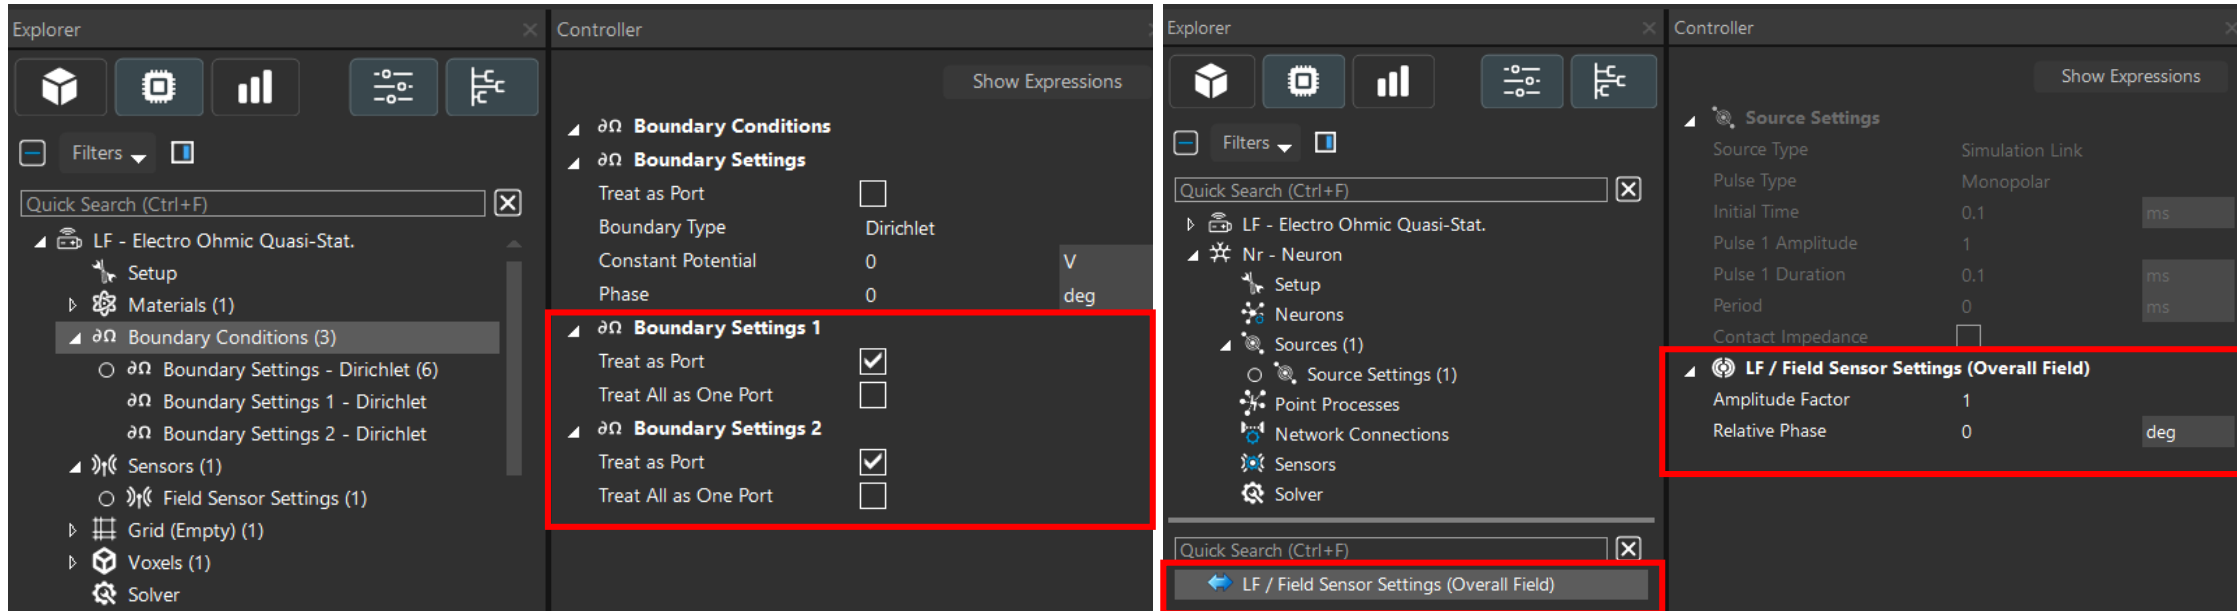 Explorer
Filters
Quick Search (Ctrl+F)
LF - Electro Ohmic Quasi-Stat.
Setup
Materials (1)
∂Ω Boundary Conditions (3)
∂Ω Boundary Settings - Dirichlet (6)
∂Ω Boundary Settings 1 - Dirichlet
∂Ω Boundary Settings 2 - Dirichlet
Sensors (1)
Field Sensor Settings (1)
Grid (Empty) (1)
Voxels (1)
Solver
Controller
Show Expressions
∂Ω Boundary Conditions
∂Ω Boundary Settings
Treat as Port
Boundary Type Dirichlet
Constant Potential 0 V
Phase 0 deg
∂Ω Boundary Settings 1
Treat as Port
Treat All as One Port
∂Ω Boundary Settings 2
Treat as Port
Treat All as One Port
Explorer
Filters
Quick Search (Ctrl+F)
LF - Electro Ohmic Quasi-Stat.
Nr - Neuron
Setup
Neurons
Sources (1)
Source Settings (1)
Point Processes
Network Connections
Sensors
Solver
Quick Search (Ctrl+F)
LF / Field Sensor Settings (Overall Field)
Controller
Show Expressions
Source Settings
Source Type Simulation Link
Pulse Type Monopolar
Initial Time 0.1 ms
Pulse 1 Amplitude 1
Pulse 1 Duration 0.1 ms
Period 0 ms
Contact Impedance
LF / Field Sensor Settings (Overall Field)
Amplitude Factor 1
Relative Phase 0 deg